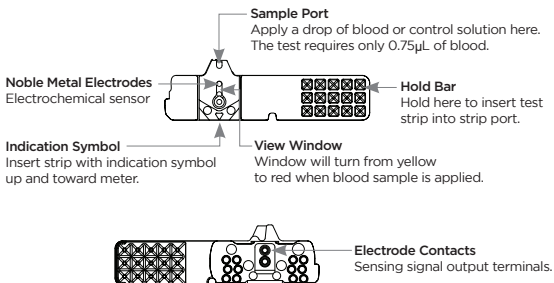 Sample Port
Apply a drop of blood or control solution here.
The test requires only 0.75µL of blood.
Noble Metal Electrodes
Electrochemical sensor
Hold Bar
Hold here to insert test
strip into strip port.
Indication Symbol
Insert strip with indication symbol
up and toward meter.
View Window
Window will turn from yellow
to red when blood sample is applied.
Electrode Contacts
Sensing signal output terminals.